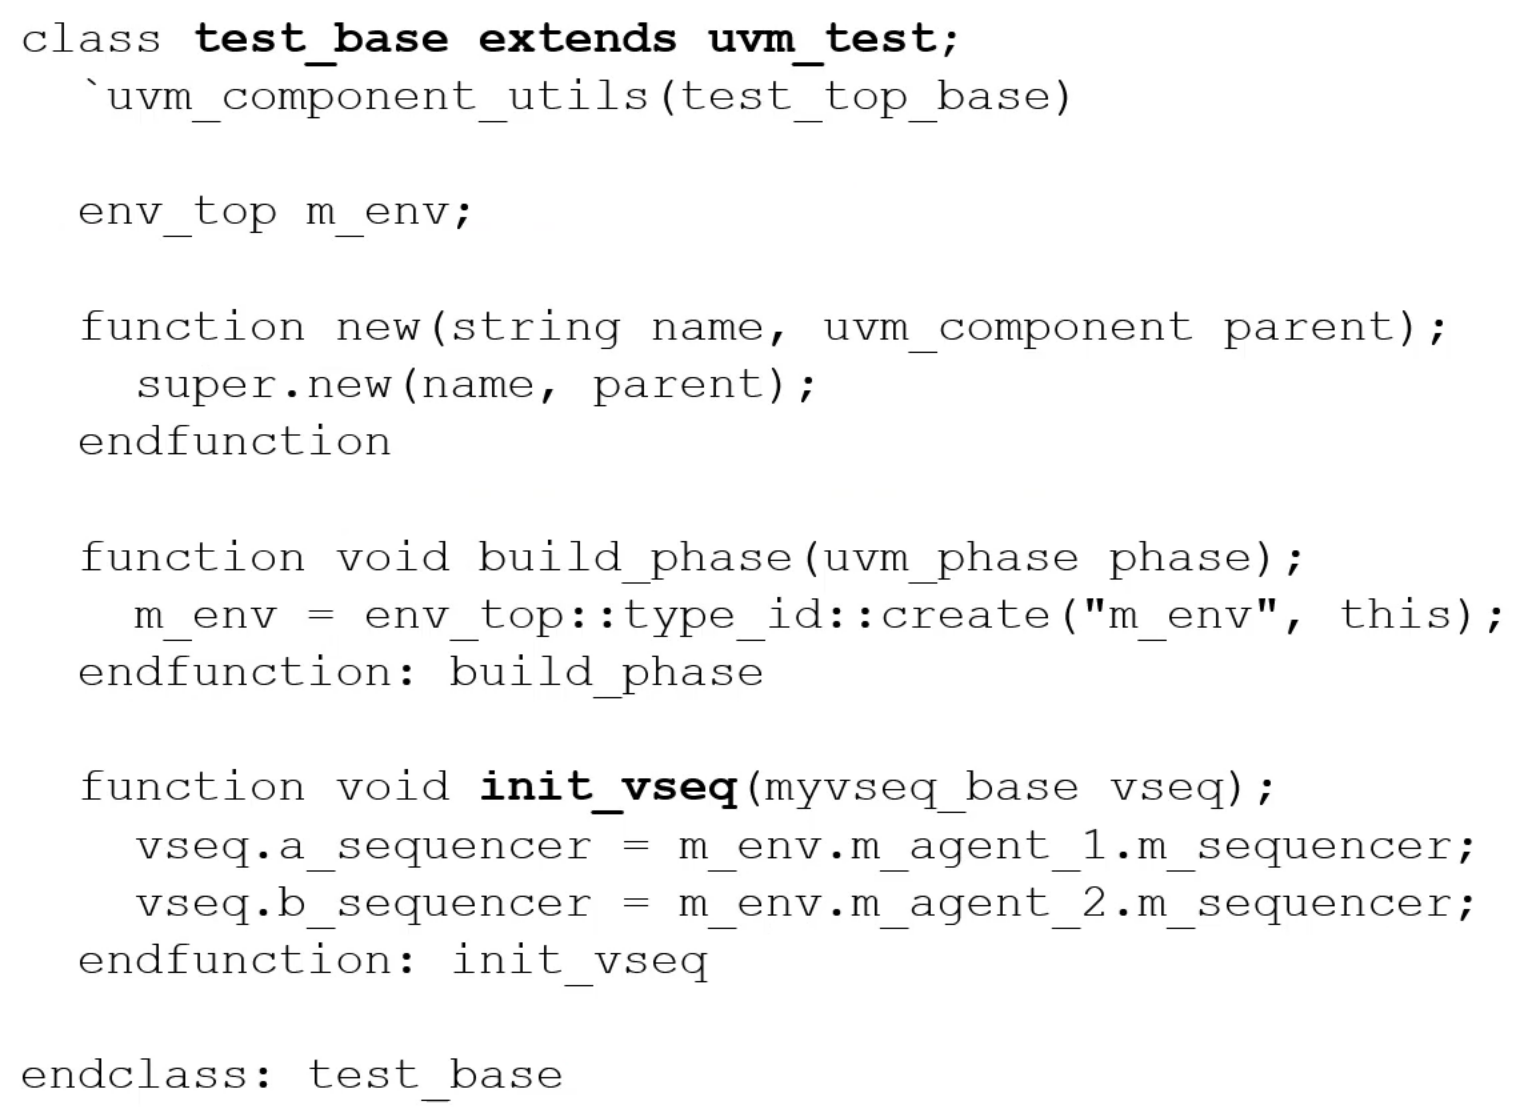 class test_base extends uvm_test;
  `uvm_component_utils(test_top_base)

  env_top m_env;

  function new(string name, uvm_component parent);
    super.new(name, parent);
  endfunction

  function void build_phase(uvm_phase phase);
    m_env = env_top::type_id::create("m_env", this);
  endfunction: build_phase

  function void init_vseq(myvseq_base vseq);
    vseq.a_sequencer = m_env.m_agent_1.m_sequencer;
    vseq.b_sequencer = m_env.m_agent_2.m_sequencer;
  endfunction: init_vseq

endclass: test_base